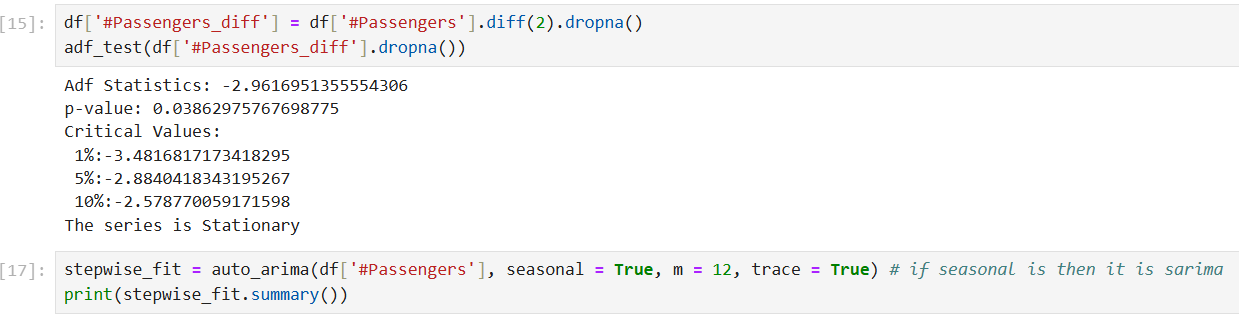 [15]: df['#Passengers_diff'] = df['#Passengers'].diff(2).dropna()
adf_test(df['#Passengers_diff'].dropna())
Adf Statistics: -2.9616951355554306
p-value: 0.03862975767698775
Critical Values:
1%:-3.4816817173418295
5%:-2.8840418343195267
10%:-2.578770059171598
The series is Stationary
[17]: stepwise_fit = auto_arima(df['#Passengers'], seasonal = True, m = 12, trace = True) # if seasonal is then it is sarima
print(stepwise_fit.summary())